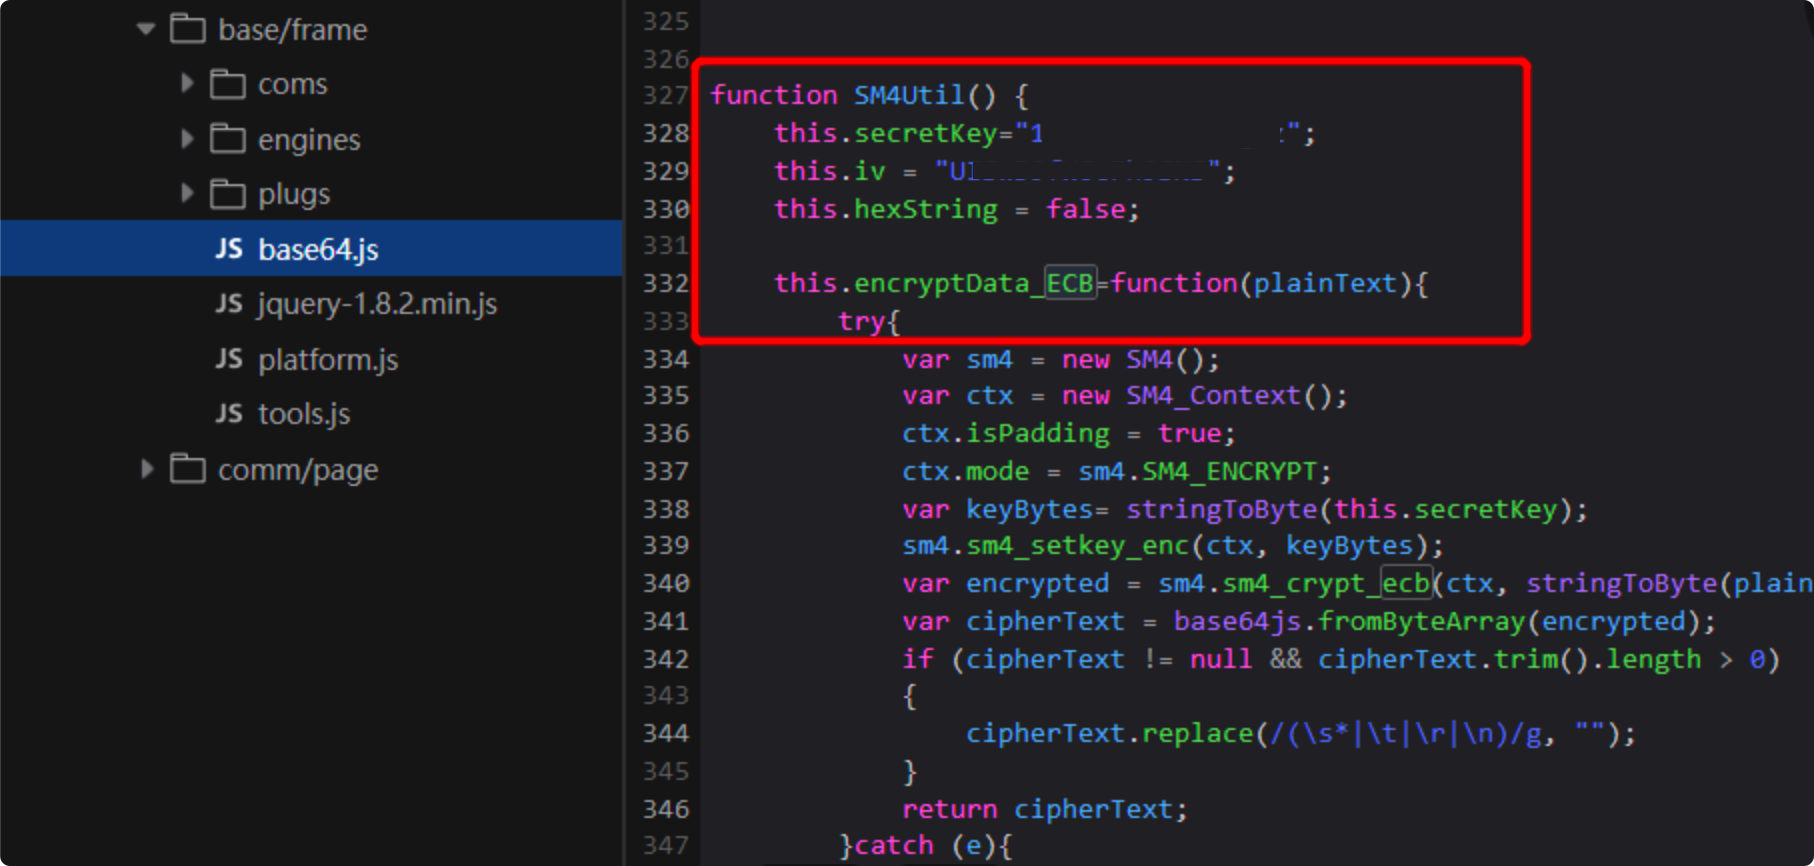 base/frame
coms
engines
plugs
JS base64.js
JS jquery-1.8.2.min.js
JS platform.js
JS tools.js
comm/page
325
326
327 function SM4Util() {
328 this.secretKey="1 ";
329 this.iv = "U ";
330 this.hexString = false;
331
332 this.encryptData_ECB=function(plainText){
333 try{
334 var sm4 = new SM4();
335 var ctx = new SM4_Context();
336 ctx.isPadding = true;
337 ctx.mode = sm4.SM4_ENCRYPT;
338 var keyBytes= stringToByte(this.secretKey);
339 sm4.sm4_setkey_enc(ctx, keyBytes);
340 var encrypted = sm4.sm4_crypt_ecb(ctx, stringToByte(plain
341 var cipherText = base64js.fromByteArray(encrypted);
342 if (cipherText != null && cipherText.trim().length > 0)
343 {
344 cipherText.replace(/(\s*|\t|\r|\n)/g, "");
345 }
346 return cipherText;
347 }catch (e){